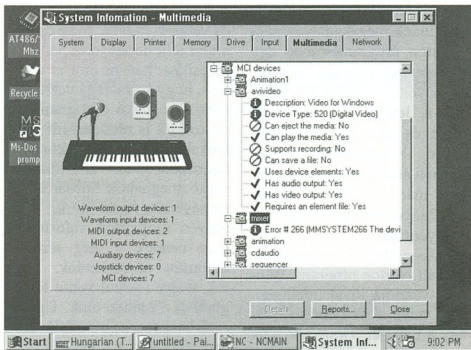 System Infomation - Multimedia
AT486/
Mhz
Recycle
MS
Ms-Dos
promp
System
Display
Printer
Memory
Drive
Input
Multimedia
Network
MCI devices
Animation1
avivideo
Description: Video for Windows
Device Type: 520 (Digital Video)
Can eject the media: No
Can play the media: Yes
Supports recording: No
Can save a file: No
Uses device elements: Yes
Has audio output: Yes
Has video output: Yes
Requires an element file: Yes
mixer
Error # 266 (MMSYSTEM266 The devi
animation
cdaudio
sequencer
Waveform output devices: 1
Waveform input devices: 1
MIDI output devices: 2
MIDI input devices: 1
Auxiliary devices: 7
Joystick devices: 0
MCI devices: 7
Details
Reports...
Close
Start
Hungarian (T...
untitled - Pai...
NC - NCMAIN
System Inf...
9:02 PM